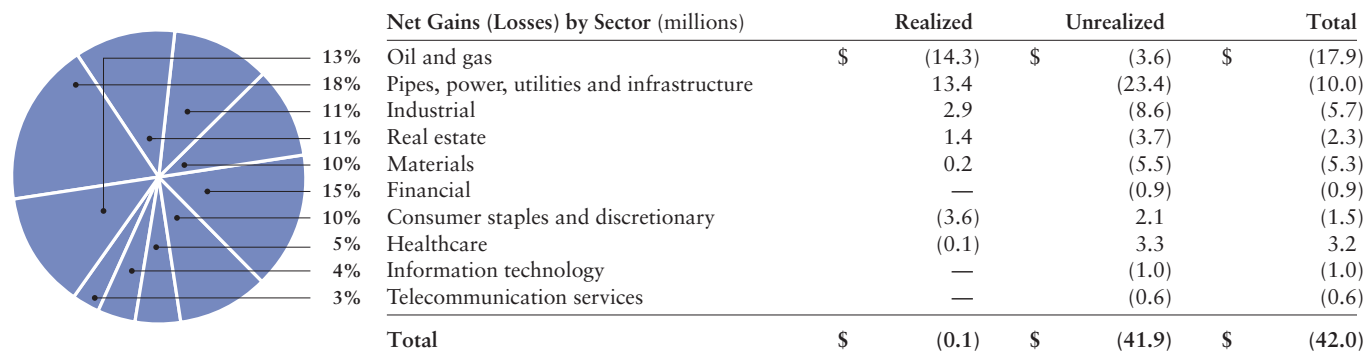 Net Gains (Losses) by Sector (millions) Realized Unrealized Total
13% Oil and gas $ (14.3) $ (3.6) $ (17.9)
18% Pipes, power, utilities and infrastructure 13.4 (23.4) (10.0)
11% Industrial 2.9 (8.6) (5.7)
11% Real estate 1.4 (3.7) (2.3)
10% Materials 0.2 (5.5) (5.3)
15% Financial — (0.9) (0.9)
10% Consumer staples and discretionary (3.6) 2.1 (1.5)
5% Healthcare (0.1) 3.3 3.2
4% Information technology — (1.0) (1.0)
3% Telecommunication services — (0.6) (0.6)
Total $ (0.1) $ (41.9) $ (42.0)